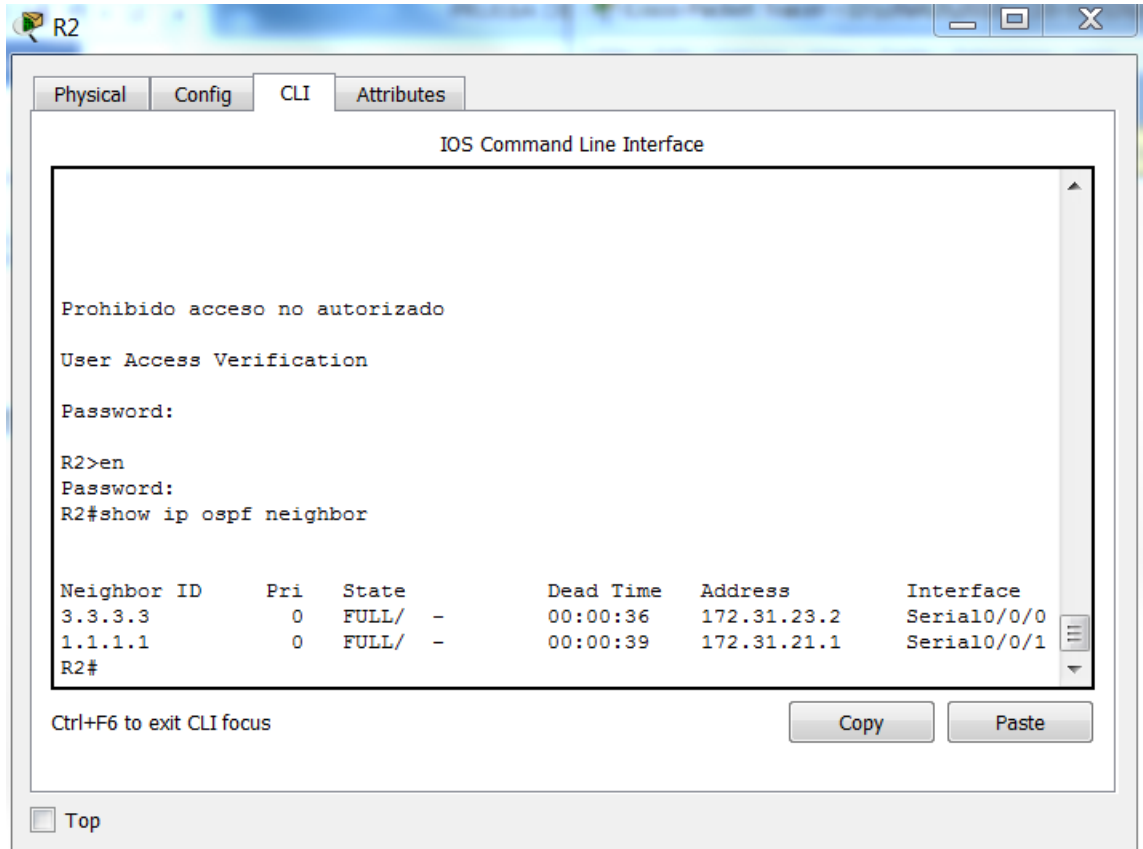 R2
Physical Config CLI Attributes
IOS Command Line Interface
Prohibido acceso no autorizado
User Access Verification
Password:
R2>en
Password:
R2#show ip ospf neighbor
Neighbor ID Pri State Dead Time Address Interface
3.3.3.3 0 FULL/ - 00:00:36 172.31.23.2 Serial0/0/0
1.1.1.1 0 FULL/ - 00:00:39 172.31.21.1 Serial0/0/1
R2#
Ctrl+F6 to exit CLI focus
Copy Paste
Top